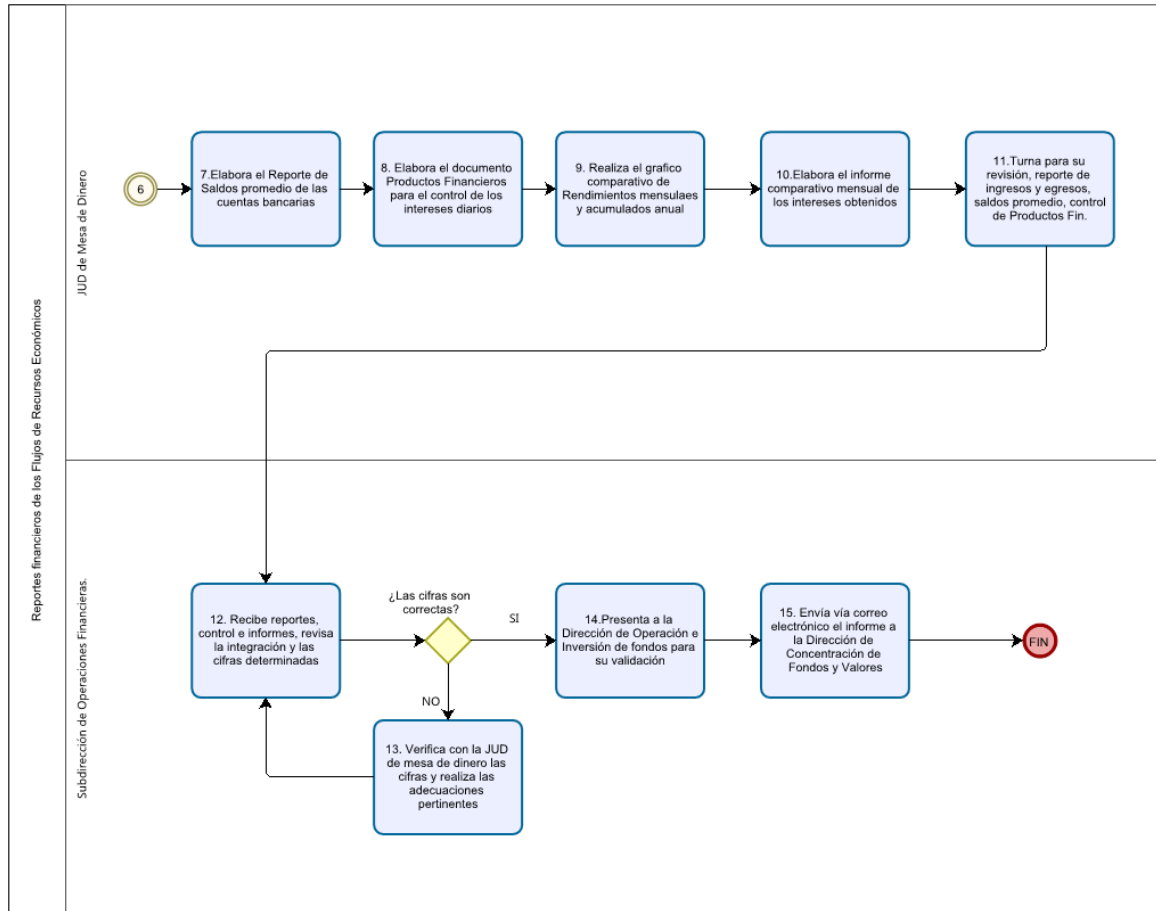 Reportes financieros de los Flujos de Recursos Económicos
JUD de Mesa de Dinero
6
7.Elabora el Reporte de
Saldos promedio de las
cuentas bancarias
8. Elabora el documento
Productos Financieros
para el control de los
intereses diarios
9. Realiza el grafico
comparativo de
Rendimientos mensulaes
y acumulados anual
10.Elabora el informe
comparativo mensual de
los intereses obtenidos
11.Turna para su
revisión, reporte de
ingresos y egresos,
saldos promedio, control
de Productos Fin.
Subdirección de Operaciones Financieras.
12. Recibe reportes,
control e informes, revisa
la integración y las
cifras determinadas
¿Las cifras son
correctas?
SI
NO
13. Verifica con la JUD
de mesa de dinero las
cifras y realiza las
adecuaciones
pertinentes
14.Presenta a la
Dirección de Operación e
Inversión de fondos para
su validación
15. Envía vía correo
electrónico el informe a
la Dirección de
Concentración de
Fondos y Valores
FIN